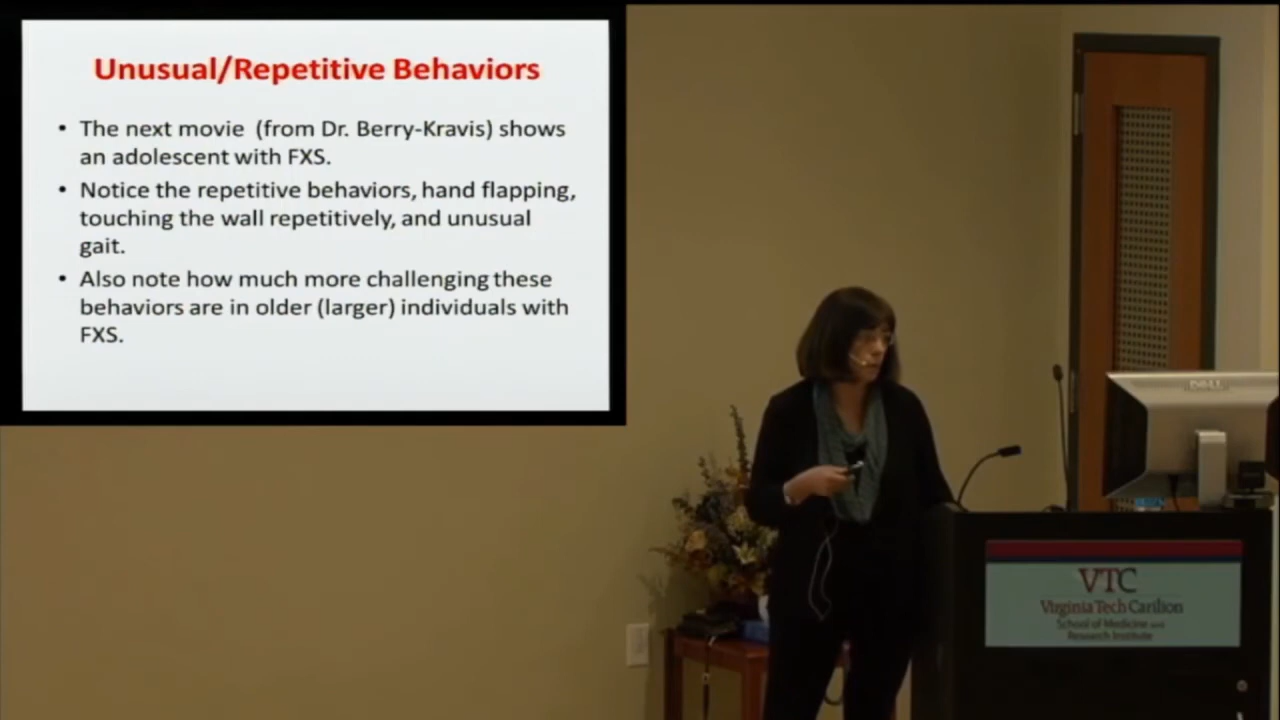 Unusual/Repetitive Behaviors
• The next movie (from Dr. Berry-Kravis) shows
an adolescent with FXS.
• Notice the repetitive behaviors, hand flapping,
touching the wall repetitively, and unusual
gait.
• Also note how much more challenging these
behaviors are in older (larger) individuals with
FXS.
DELL
VTC
Virginia Tech Carilion
School of Medicine and
Research Institute